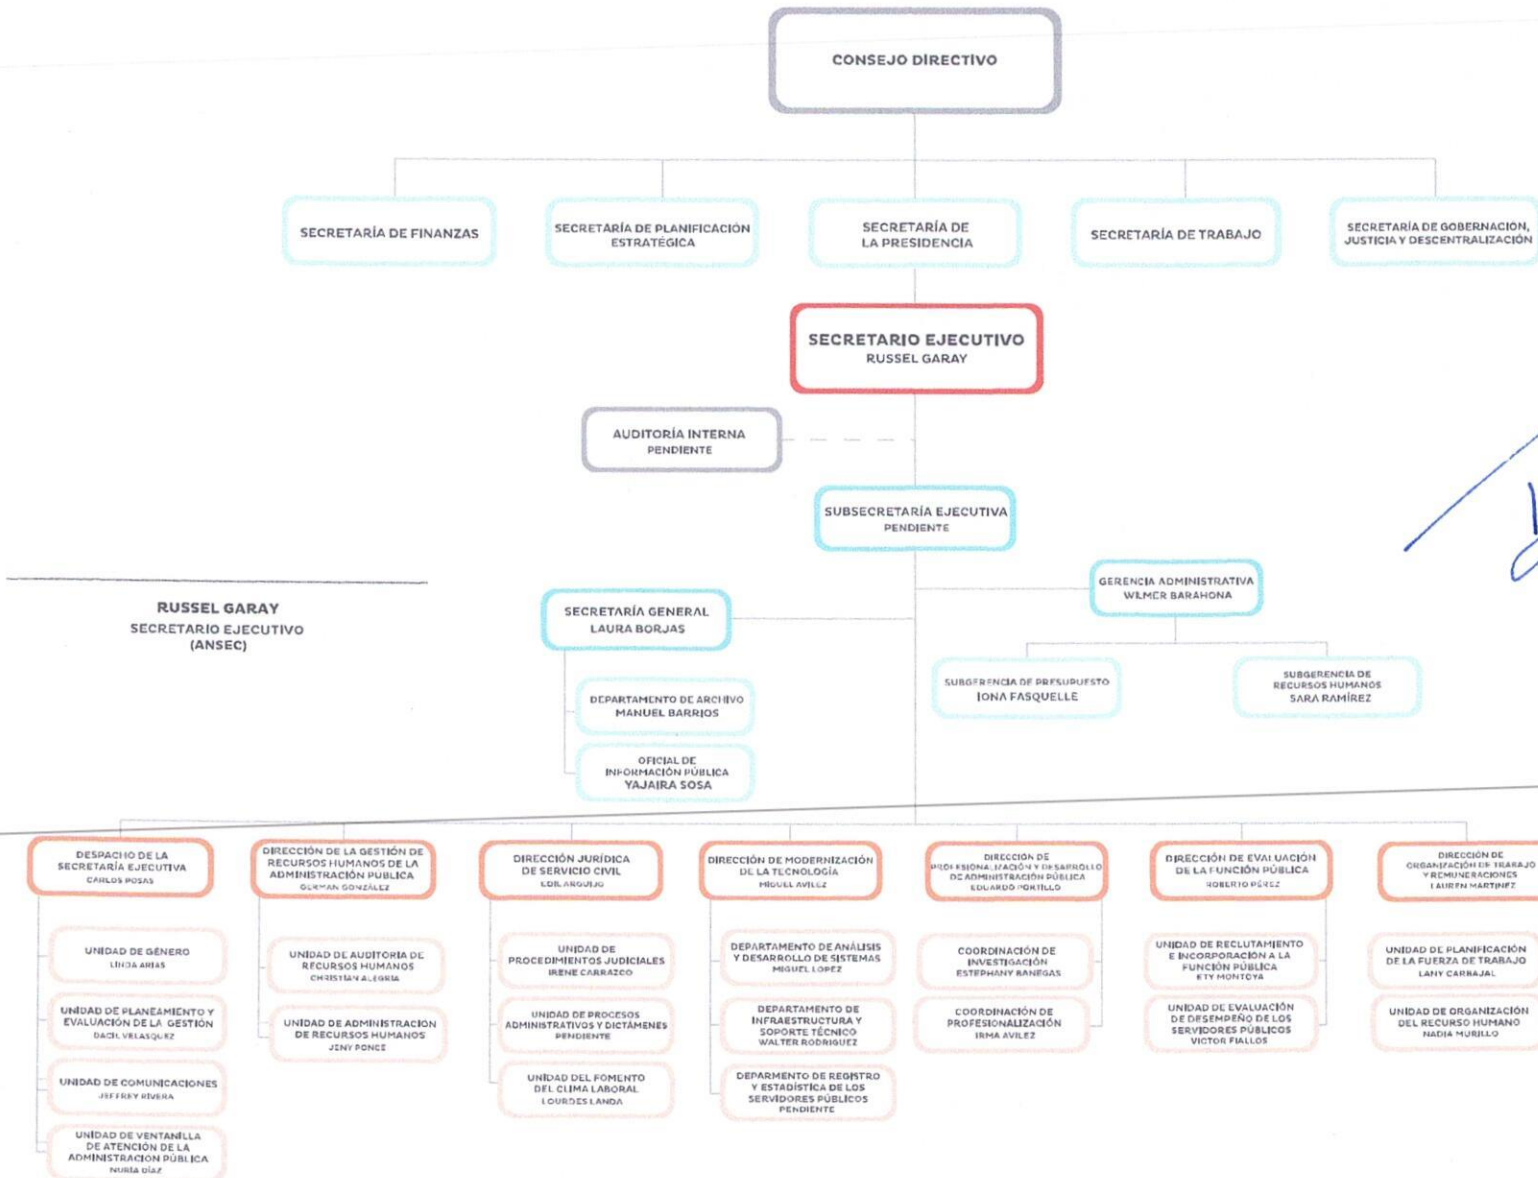 CONSEJO DIRECTIVO
SECRETARÍA DE FINANZAS
SECRETARÍA DE PLANIFICACIÓN
ESTRATÉGICA
SECRETARÍA DE
LA PRESIDENCIA
SECRETARÍA DE TRABAJO
SECRETARÍA DE GOBERNACIÓN,
JUSTICIA Y DESCENTRALIZACIÓN
SECRETARIO EJECUTIVO
RUSSEL GARAY
AUDITORÍA INTERNA
PENDIENTE
SUBSECRETARÍA EJECUTIVA
PENDIENTE
RUSSEL GARAY
SECRETARIO EJECUTIVO
(ANSEC)
SECRETARÍA GENERAL
LAURA BORJAS
DEPARTAMENTO DE ARCHIVO
MANUEL BARRIOS
OFICIAL DE
INFORMACIÓN PÚBLICA
YAJAIRA SOSA
GERENCIA ADMINISTRATIVA
WILMER BARAHONA
SUBGERENCIA DE PRESUPUESTO
IONA FASQUELLE
SUBGERENCIA DE
RECURSOS HUMANOS
SARA RAMÍREZ
DESPACHO DE LA
SECRETARÍA EJECUTIVA
CARLOS POSAS
UNIDAD DE GÉNERO
LINDA ARIAS
UNIDAD DE PLANEAMIENTO Y
EVALUACIÓN DE LA GESTIÓN
DACIL VELASQUEZ
UNIDAD DE COMUNICACIONES
JEFFREY RIVERA
UNIDAD DE VENTANILLA
DE ATENCIÓN DE LA
ADMINISTRACION PÚBLICA
NURIA DÍAZ
DIRECCIÓN DE LA GESTIÓN DE
RECURSOS HUMANOS DE LA
ADMINISTRACIÓN PUBLICA
GERMAN GONZÁLEZ
UNIDAD DE AUDITORIA DE
RECURSOS HUMANOS
CHRISTIAN ALEGRIA
UNIDAD DE ADMINISTRACION
DE RECURSOS HUMANOS
JENY PONCE
DIRECCIÓN JURÍDICA
DE SERVICIO CIVIL
EDIL ARGUIJO
UNIDAD DE
PROCEDIMIENTOS JUDICIALES
IRENE CARRAZCO
UNIDAD DE PROCESOS
ADMINISTRATIVOS Y DICTÁMENES
PENDIENTE
UNIDAD DEL FOMENTO
DEL CLIMA LABORAL
LOURDES LANDA
DIRECCIÓN DE MODERNIZACIÓN
DE LA TECNOLOGÍA
MIGUEL AVILEZ
DEPARTAMENTO DE ANÁLISIS
Y DESARROLLO DE SISTEMAS
MIGUEL LOPEZ
DEPARTAMENTO DE
INFRAESTRUCTURA Y
SOPORTE TÉCNICO
WALTER RODRIGUEZ
DEPARMENTO DE REGISTRO
Y ESTADÍSTICA DE LOS
SERVIDORES PÚBLICOS
PENDIENTE
DIRECCIÓN DE
PROFESIONALIZACIÓN Y DESARROLLO
DE ADMINISTRACIÓN PÚBLICA
EDUARDO PORTILLO
COORDINACIÓN DE
INVESTIGACIÓN
ESTEPHANY BANEGAS
COORDINACIÓN DE
PROFESIONALIZACIÓN
IRMA AVILEZ
DIRECCIÓN DE EVALUACIÓN
DE LA FUNCIÓN PÚBLICA
ROBERTO PÉREZ
UNIDAD DE RECLUTAMIENTO
E INCORPORACIÓN A LA
FUNCIÓN PÚBLICA
ETY MONTOYA
UNIDAD DE EVALUACIÓN
DE DESEMPEÑO DE LOS
SERVIDORES PÚBLICOS
VICTOR FIALLOS
DIRECCIÓN DE
ORGANIZACIÓN DE TRABAJO
Y REMUNERACIONES
LAUREN MARTINEZ
UNIDAD DE PLANIFICACIÓN
DE LA FUERZA DE TRABAJO
LANY CARBAJAL
UNIDAD DE ORGANIZACIÓN
DEL RECURSO HUMANO
NADIA MURILLO